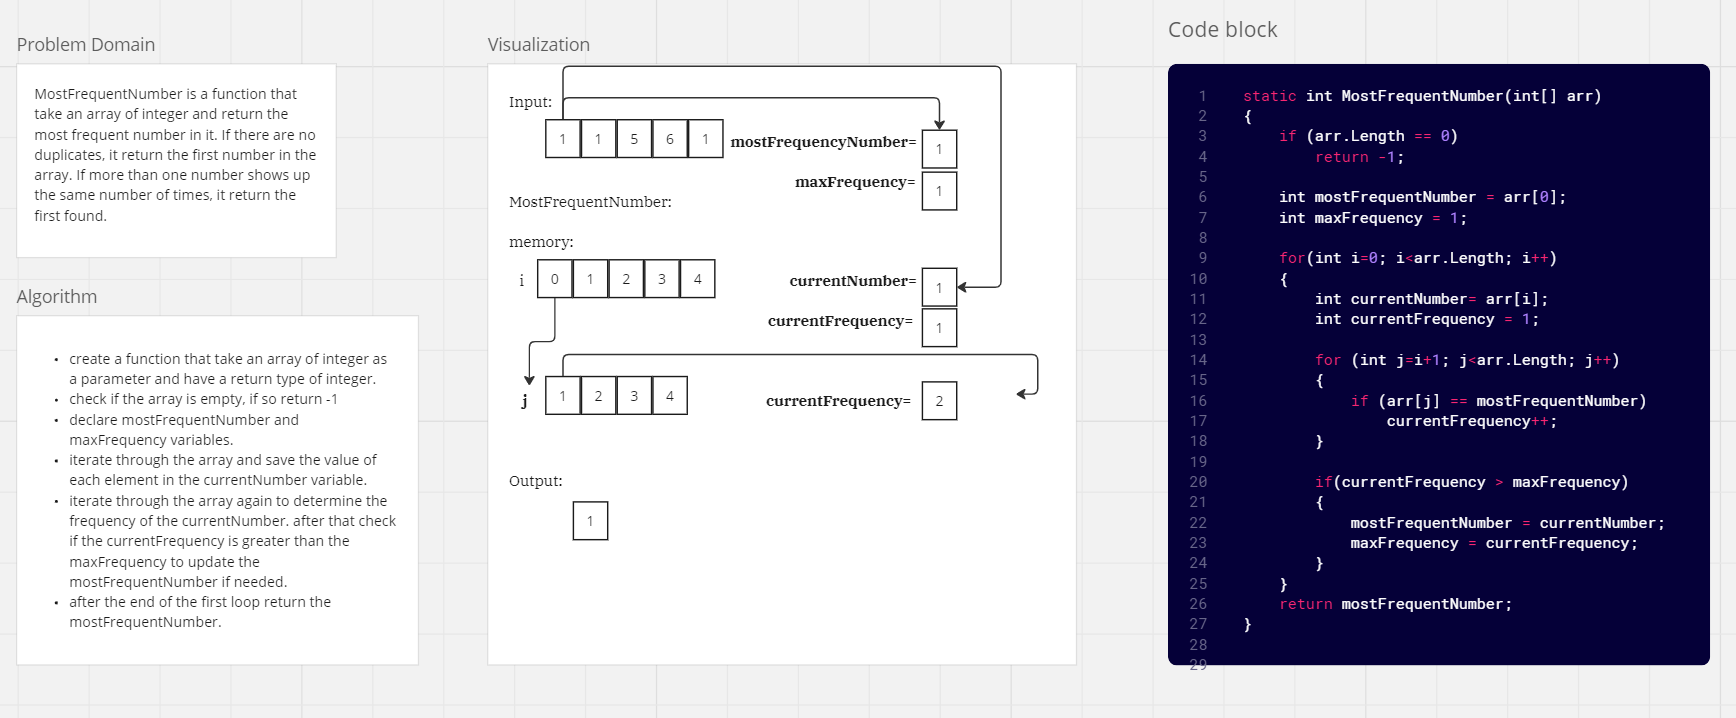 Problem Domain
MostFrequentNumber is a function that
take an array of integer and return the
most frequent number in it. If there are no
duplicates, it return the first number in the
array. If more than one number shows up
the same number of times, it return the
first found.
Algorithm
• create a function that take an array of integer as
a parameter and have a return type of integer.
• check if the array is empty, if so return -1
• declare mostFrequentNumber and
maxFrequency variables.
• iterate through the array and save the value of
each element in the currentNumber variable.
• iterate through the array again to determine the
frequency of the currentNumber. after that check
if the currentFrequency is greater than the
maxFrequency to update the
mostFrequentNumber if needed.
• after the end of the first loop return the
mostFrequentNumber.
Visualization
Input:
1 1 5 6 1 mostFrequencyNumber= 1
maxFrequency= 1
MostFrequentNumber:
memory:
i 0 1 2 3 4 currentNumber= 1
currentFrequency= 1
j 1 2 3 4 currentFrequency= 2
Output:
1
Code block
1 static int MostFrequentNumber(int[] arr)
2 {
3 if (arr.Length == 0)
4 return -1;
5
6 int mostFrequentNumber = arr[0];
7 int maxFrequency = 1;
8
9 for(int i=0; i<arr.Length; i++)
10 {
11 int currentNumber= arr[i];
12 int currentFrequency = 1;
13
14 for (int j=i+1; j<arr.Length; j++)
15 {
16 if (arr[j] == mostFrequentNumber)
17 currentFrequency++;
18 }
19
20 if(currentFrequency > maxFrequency)
21 {
22 mostFrequentNumber = currentNumber;
23 maxFrequency = currentFrequency;
24 }
25 }
26 return mostFrequentNumber;
27 }
28
29